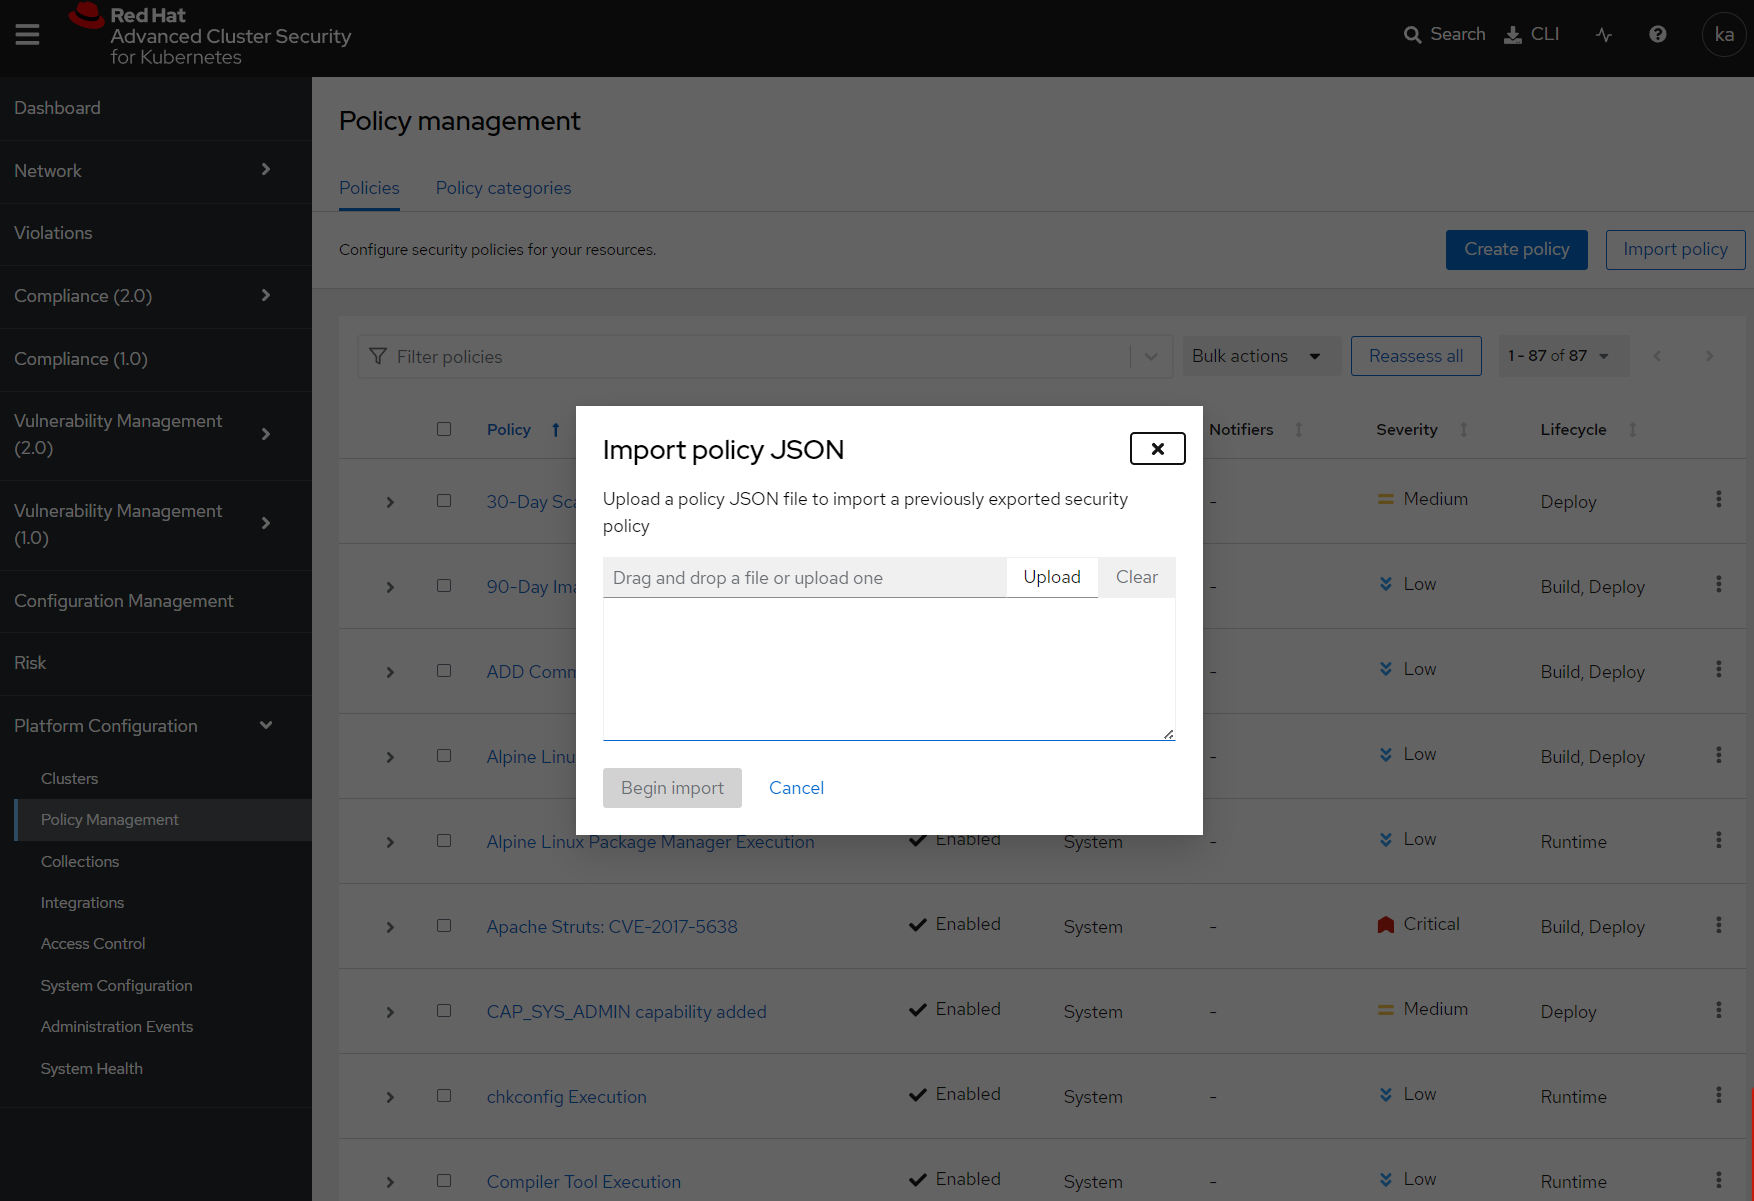 Red Hat
Advanced Cluster Security
for Kubernetes
Search
CLI
ka
Dashboard
Network
Violations
Compliance (2.0)
Compliance (1.0)
Vulnerability Management
(2.0)
Vulnerability Management
(1.0)
Configuration Management
Risk
Platform Configuration
Clusters
Policy Management
Collections
Integrations
Access Control
System Configuration
Administration Events
System Health
Policy management
Policies Policy categories
Configure security policies for your resources.
Create policy Import policy
Filter policies Bulk actions Reassess all 1 - 87 of 87
Policy Notifiers Severity Lifecycle
30-Day Sca - Medium Deploy
90-Day Ima - Low Build, Deploy
ADD Comm - Low Build, Deploy
Alpine Linu - Low Build, Deploy
Alpine Linux Package Manager Execution Enabled System - Low Runtime
Apache Struts: CVE-2017-5638 Enabled System - Critical Build, Deploy
CAP_SYS_ADMIN capability added Enabled System - Medium Deploy
chkconfig Execution Enabled System - Low Runtime
Compiler Tool Execution Enabled System - Low Runtime
Import policy JSON
Upload a policy JSON file to import a previously exported security
policy
Drag and drop a file or upload one Upload Clear
Begin import Cancel